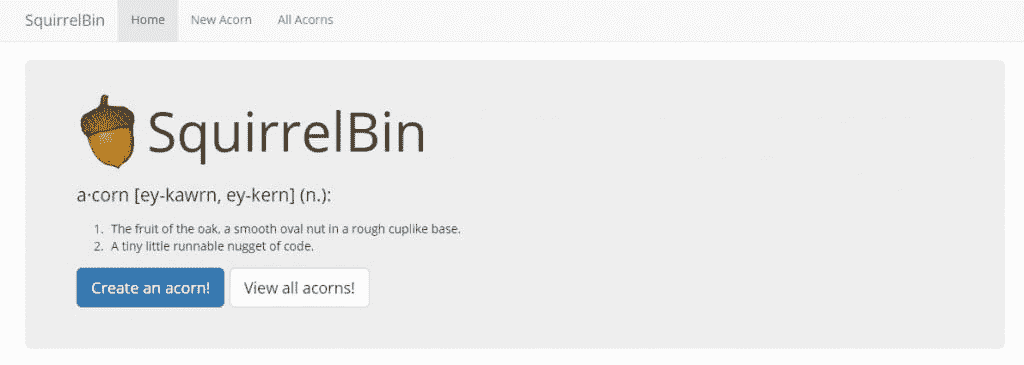 SquirrelBin Home New Acorn All Acorns
SquirrelBin
a·corn [ey-kawrn, ey-kern] (n.):
1. The fruit of the oak, a smooth oval nut in a rough cuplike base.
2. A tiny little runnable nugget of code.
Create an acorn! View all acorns!